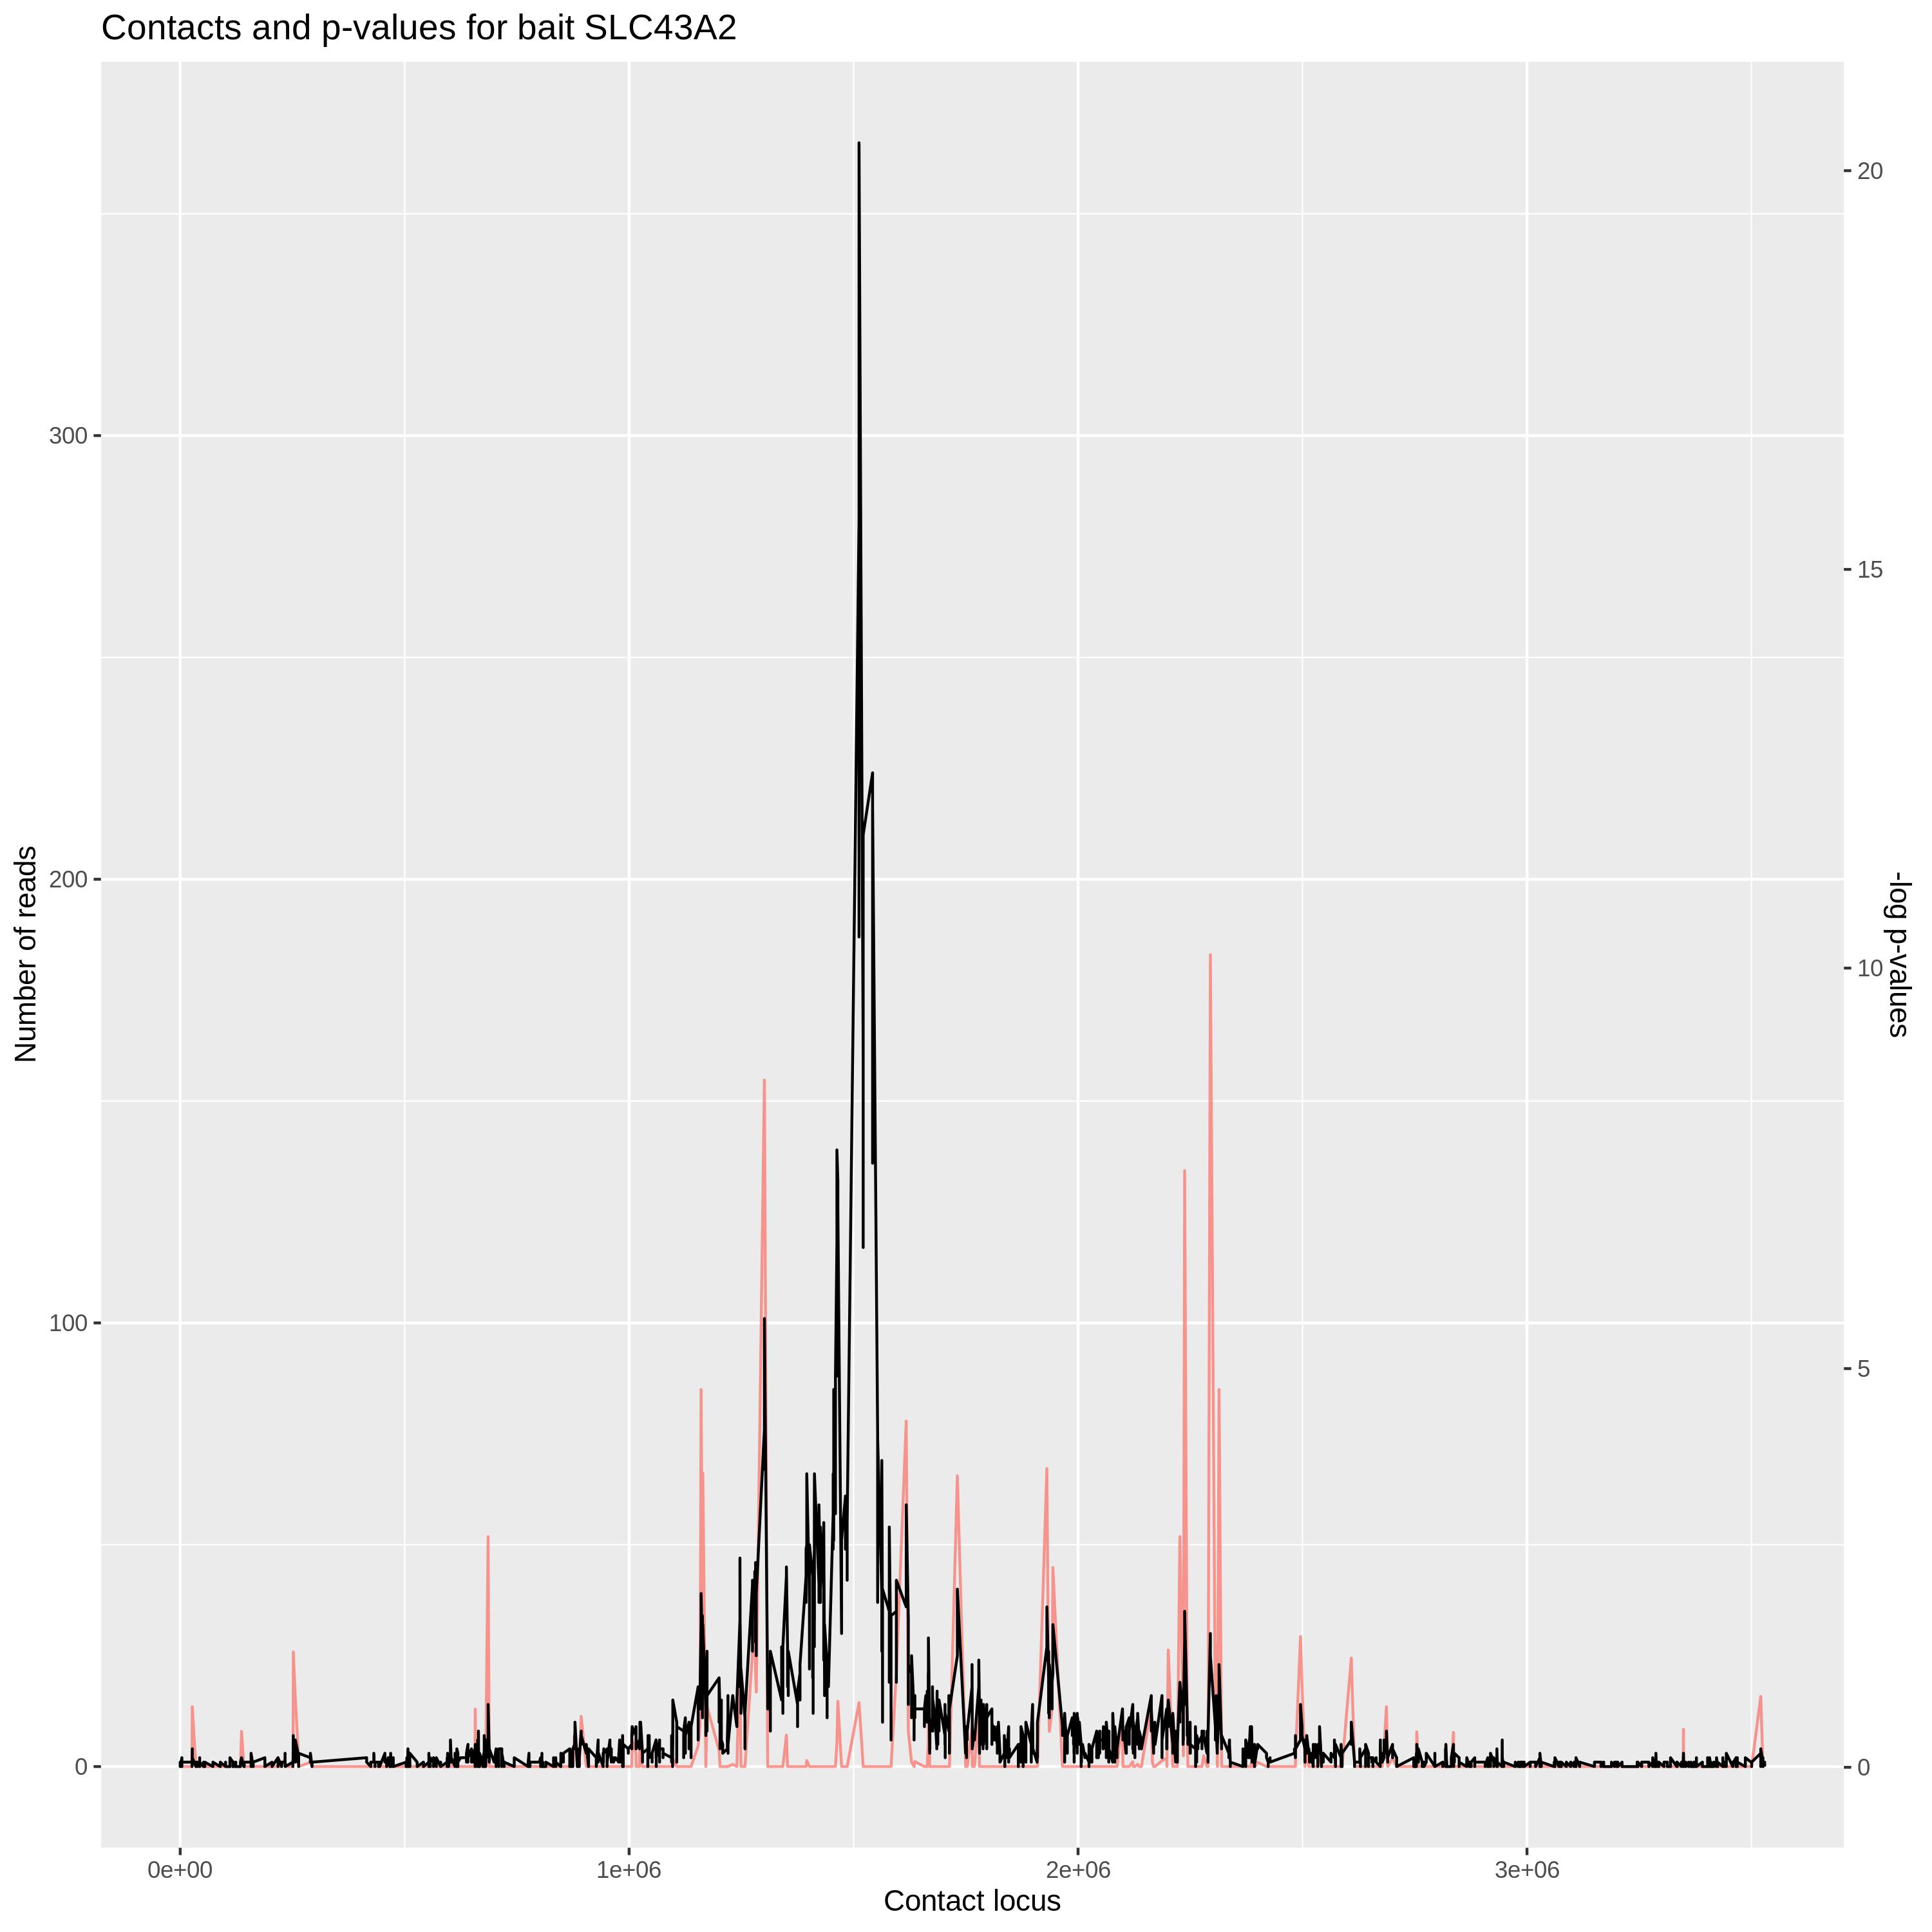 Contacts and p-values for bait SLC43A2
Number of reads
300
200
100
0
20
15
10
5
0
-log p-values
0e+00 1e+06 2e+06 3e+06
Contact locus